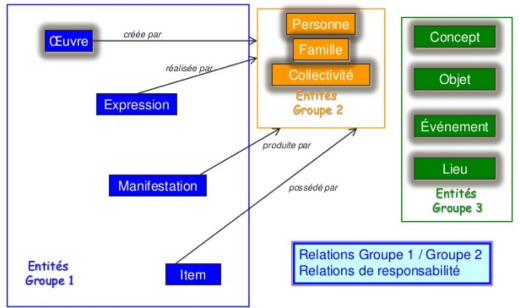 Œuvre
créée par
réalisée par
Expression
Manifestation
produite par
possédé par
Item
Entités
Groupe 1
Personne
Famille
Collectivité
Entités
Groupe 2
Concept
Objet
Événement
Lieu
Entités
Groupe 3
Relations Groupe 1 / Groupe 2
Relations de responsabilité